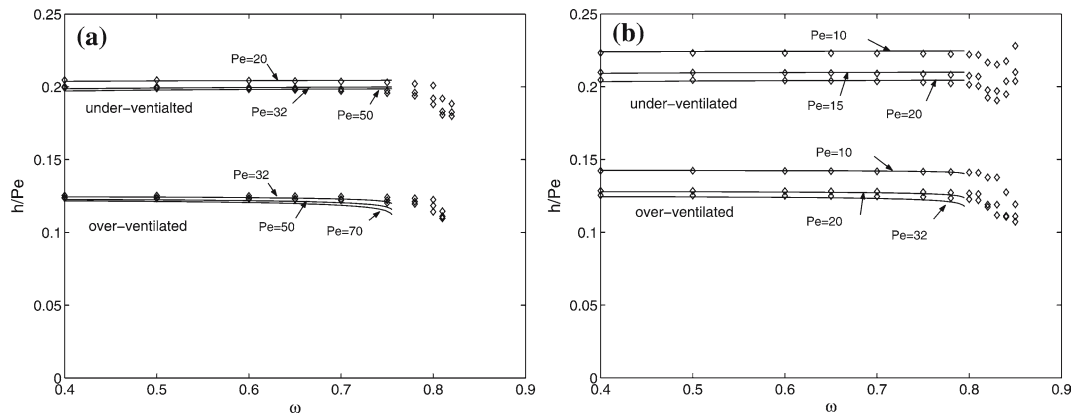 (a)
0.25
0.2
0.15
0.1
0.05
0
h/Pe
Pe=20
under-ventialted
Pe=32
Pe=50
Pe=32
over-ventilated
Pe=50
Pe=70
0.4
0.5
0.6
0.7
0.8
0.9
ω
(b)
0.25
0.2
0.15
0.1
0.05
0
h/Pe
Pe=10
under-ventilated
Pe=15
Pe=20
Pe=10
over-ventilated
Pe=20
Pe=32
0.4
0.5
0.6
0.7
0.8
0.9
ω